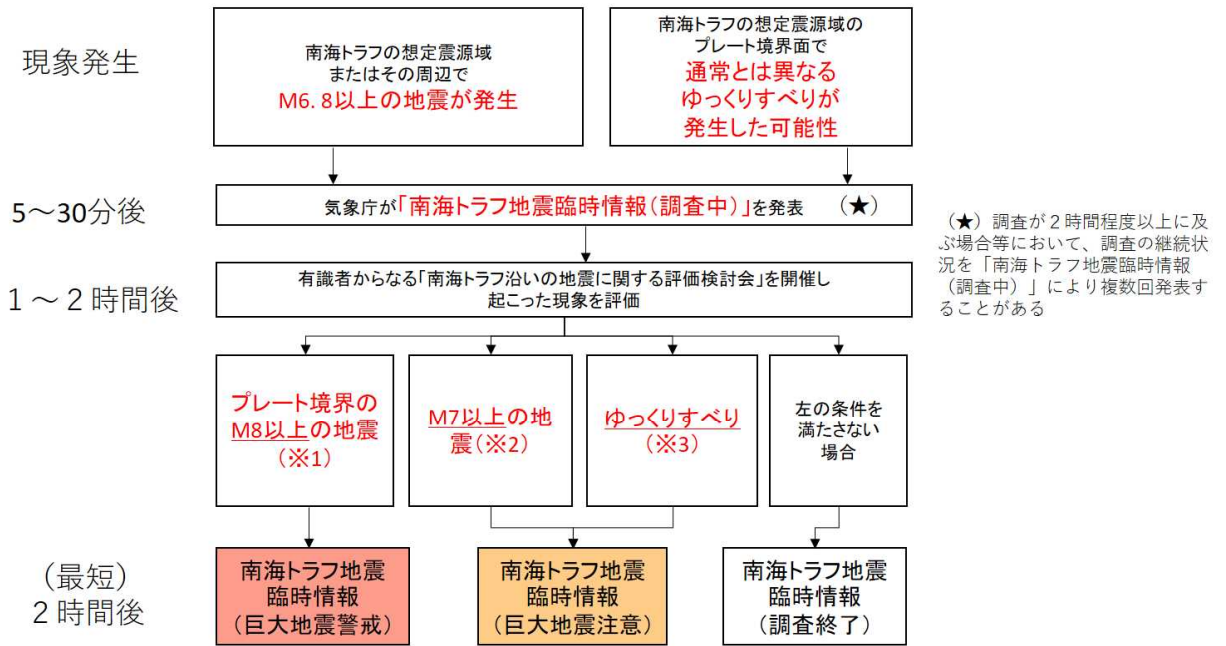 現象発生
南海トラフの想定震源域
またはその周辺で
M6.8以上の地震が発生
南海トラフの想定震源域の
プレート境界面で
通常とは異なる
ゆっくりすべりが
発生した可能性
5～30分後
気象庁が「南海トラフ地震臨時情報（調査中）」を発表　（★）
（★）調査が２時間程度以上に及
ぶ場合等において、調査の継続状
況を「南海トラフ地震臨時情報
（調査中）」により複数回発表す
ることがある
１～２時間後
有識者からなる「南海トラフ沿いの地震に関する評価検討会」を開催し
起こった現象を評価
プレート境界の
M8以上の地震
（※1）
M7以上の地
震（※2）
ゆっくりすべり
（※3）
左の条件を
満たさない
場合
（最短）
２時間後
南海トラフ地震
臨時情報
（巨大地震警戒）
南海トラフ地震
臨時情報
（巨大地震注意）
南海トラフ地震
臨時情報
（調査終了）